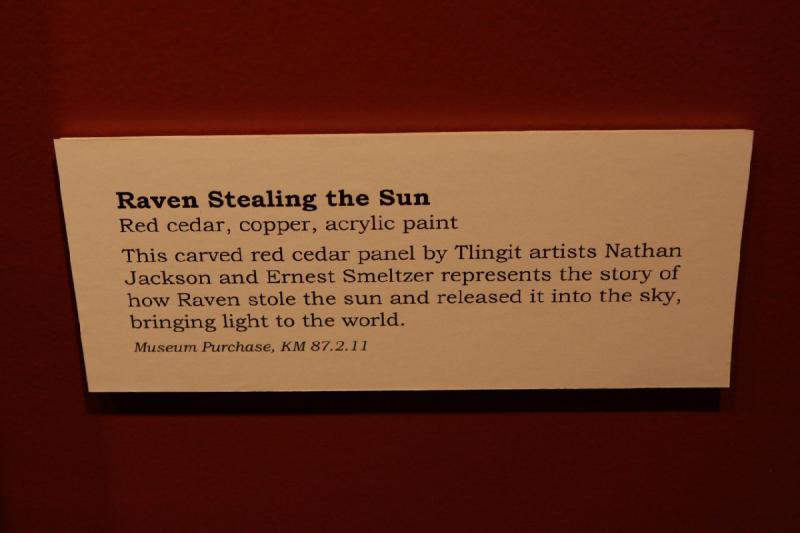 Raven Stealing the Sun
Red cedar, copper, acrylic paint
This carved red cedar panel by Tlingit artists Nathan
Jackson and Ernest Smeltzer represents the story of
how Raven stole the sun and released it into the sky,
bringing light to the world.
Museum Purchase, KM 87.2.11